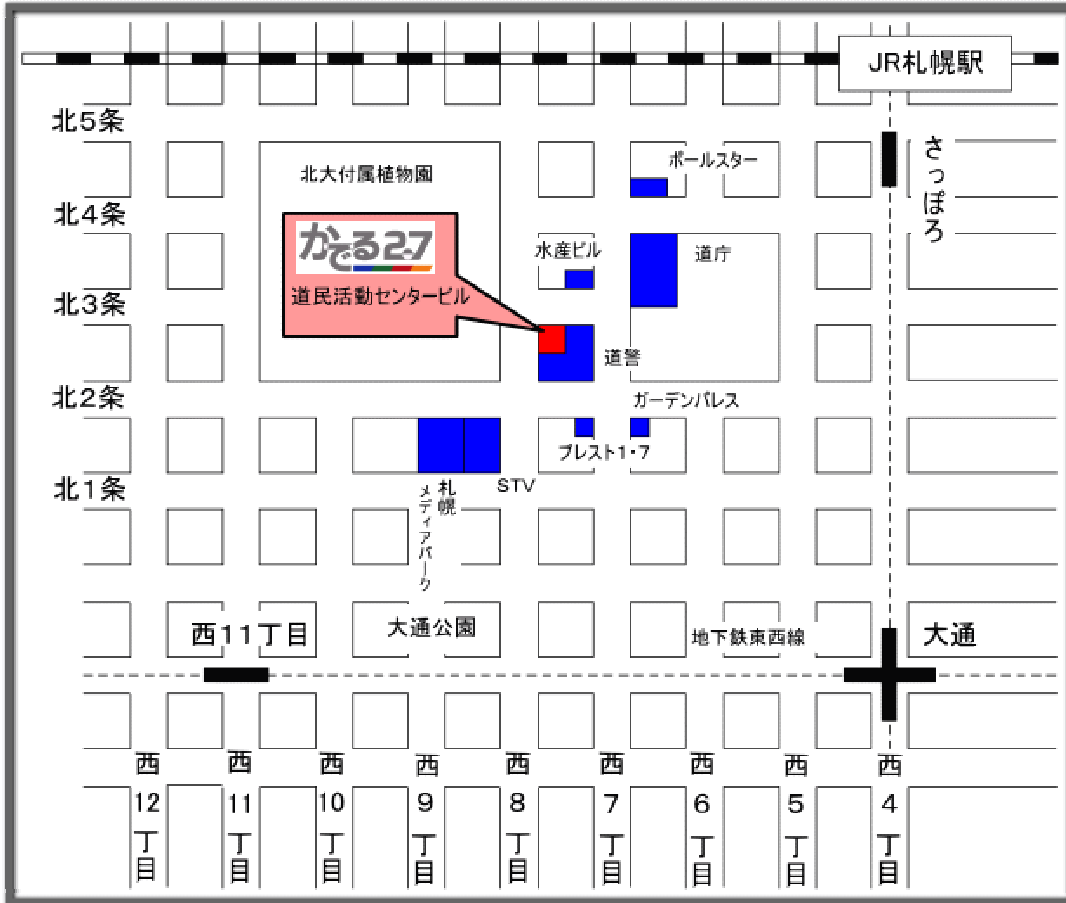 JR札幌駅
北5条
さっぽろ
ポールスター
北大付属植物園
北4条
かでる2・7
水産ビル
道庁
道民活動センタービル
北3条
道警
北2条
ガーデンパレス
プレスト1・7
北1条
STV
札幌
メディアパーク
西11丁目
大通公園
地下鉄東西線
大通
西12丁目
西11丁目
西10丁目
西9丁目
西8丁目
西7丁目
西6丁目
西5丁目
西4丁目